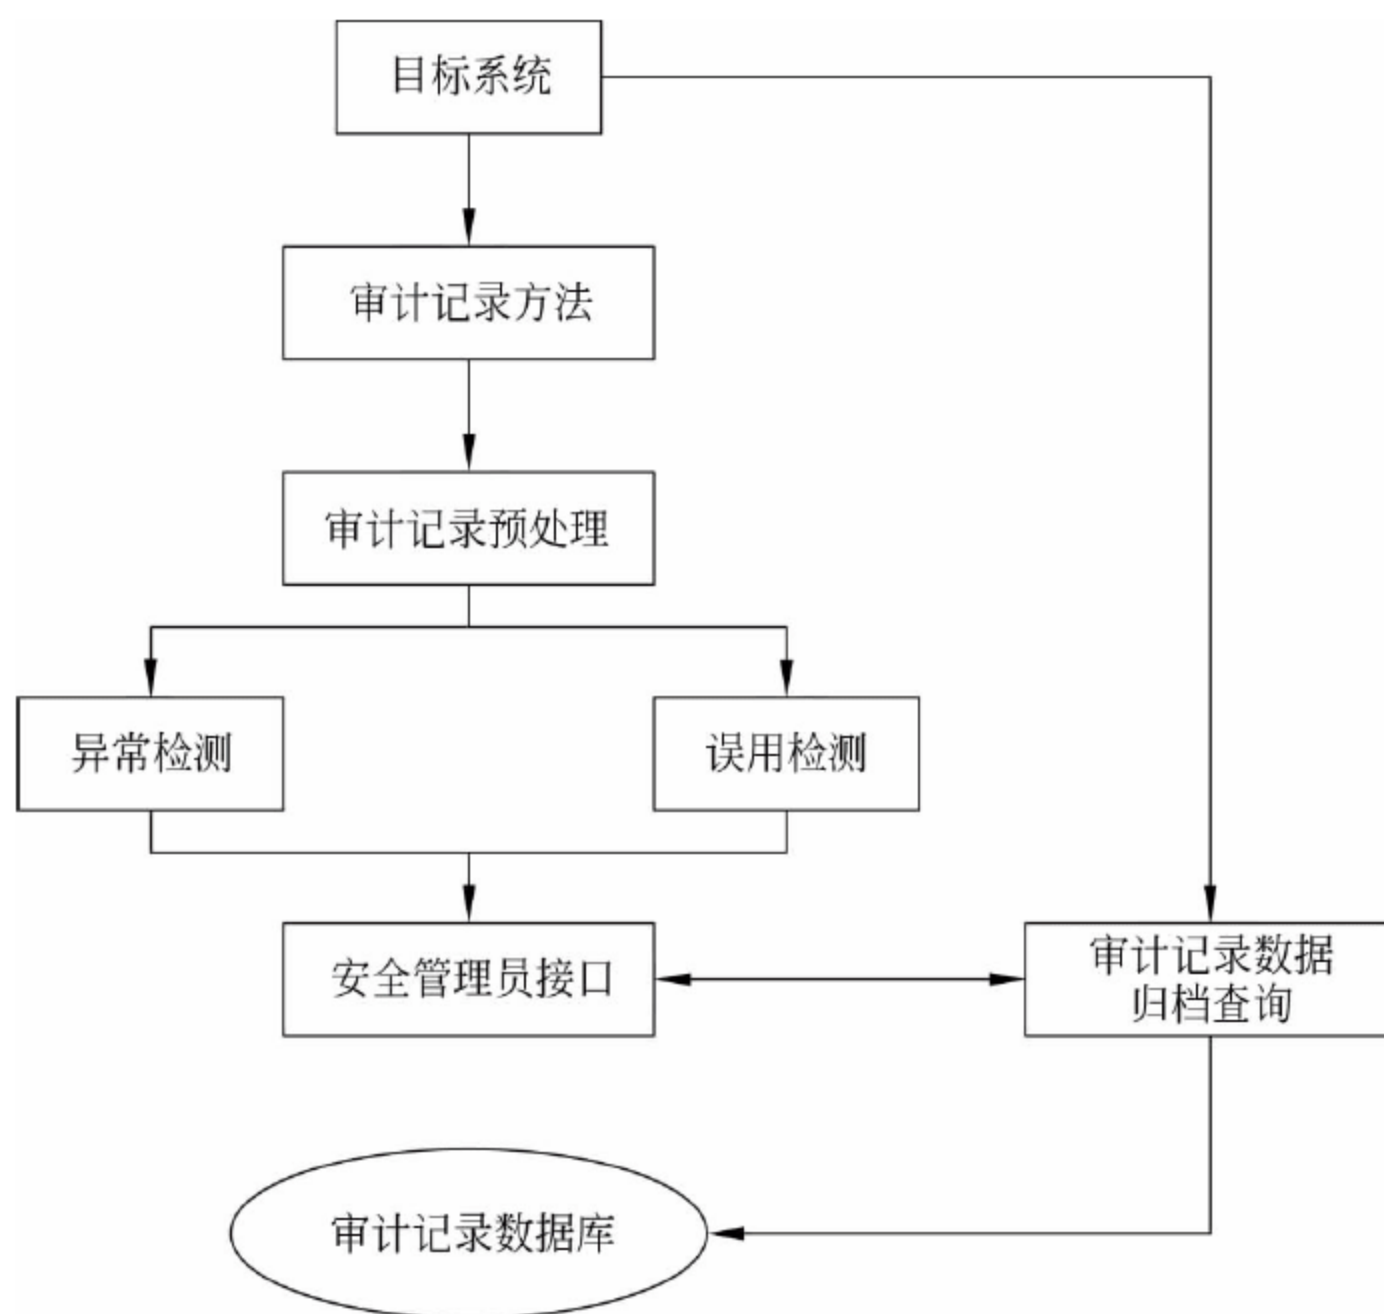 目标系统
审计记录方法
审计记录预处理
异常检测
误用检测
安全管理员接口
审计记录数据
归档查询
审计记录数据库